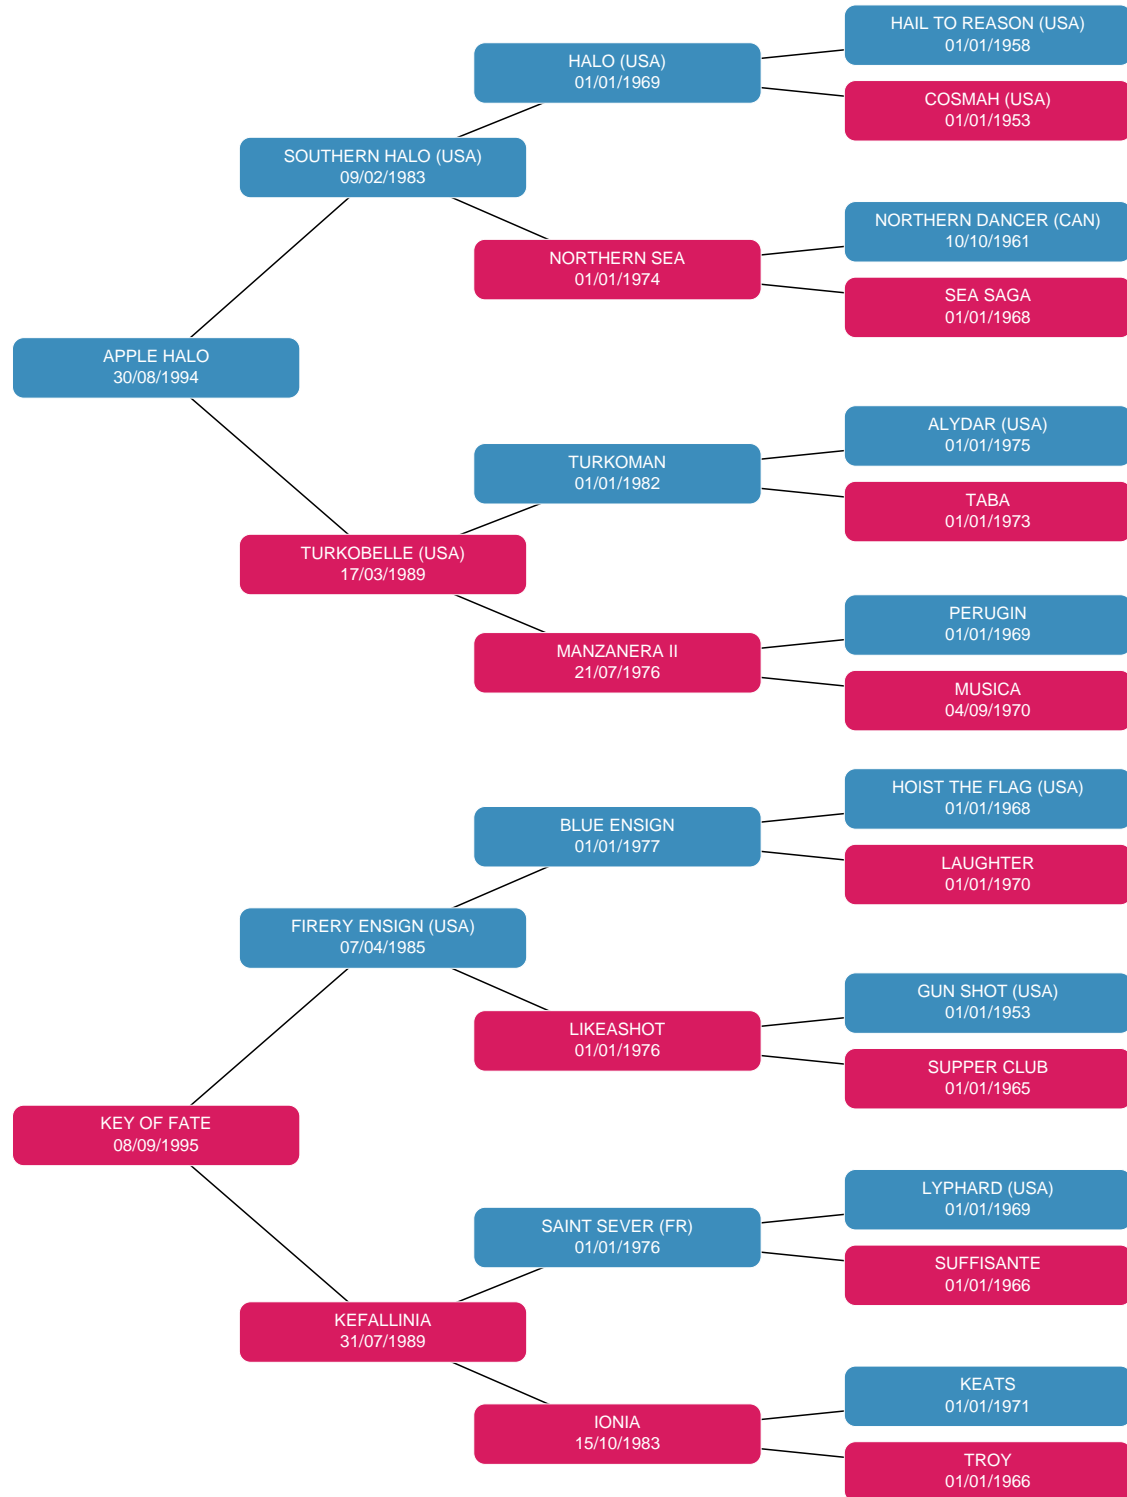 HAIL TO REASON (USA)
01/01/1958
HALO (USA)
01/01/1969
COSMAH (USA)
01/01/1953
SOUTHERN HALO (USA)
09/02/1983
NORTHERN DANCER (CAN)
10/10/1961
NORTHERN SEA
01/01/1974
SEA SAGA
01/01/1968
APPLE HALO
30/08/1994
ALYDAR (USA)
01/01/1975
TURKOMAN
01/01/1982
TABA
01/01/1973
TURKOBELLE (USA)
17/03/1989
PERUGIN
01/01/1969
MANZANERA II
21/07/1976
MUSICA
04/09/1970
HOIST THE FLAG (USA)
01/01/1968
BLUE ENSIGN
01/01/1977
LAUGHTER
01/01/1970
FIRERY ENSIGN (USA)
07/04/1985
GUN SHOT (USA)
01/01/1953
LIKEASHOT
01/01/1976
SUPPER CLUB
01/01/1965
KEY OF FATE
08/09/1995
LYPHARD (USA)
01/01/1969
SAINT SEVER (FR)
01/01/1976
SUFFISANTE
01/01/1966
KEFALLINIA
31/07/1989
KEATS
01/01/1971
IONIA
15/10/1983
TROY
01/01/1966